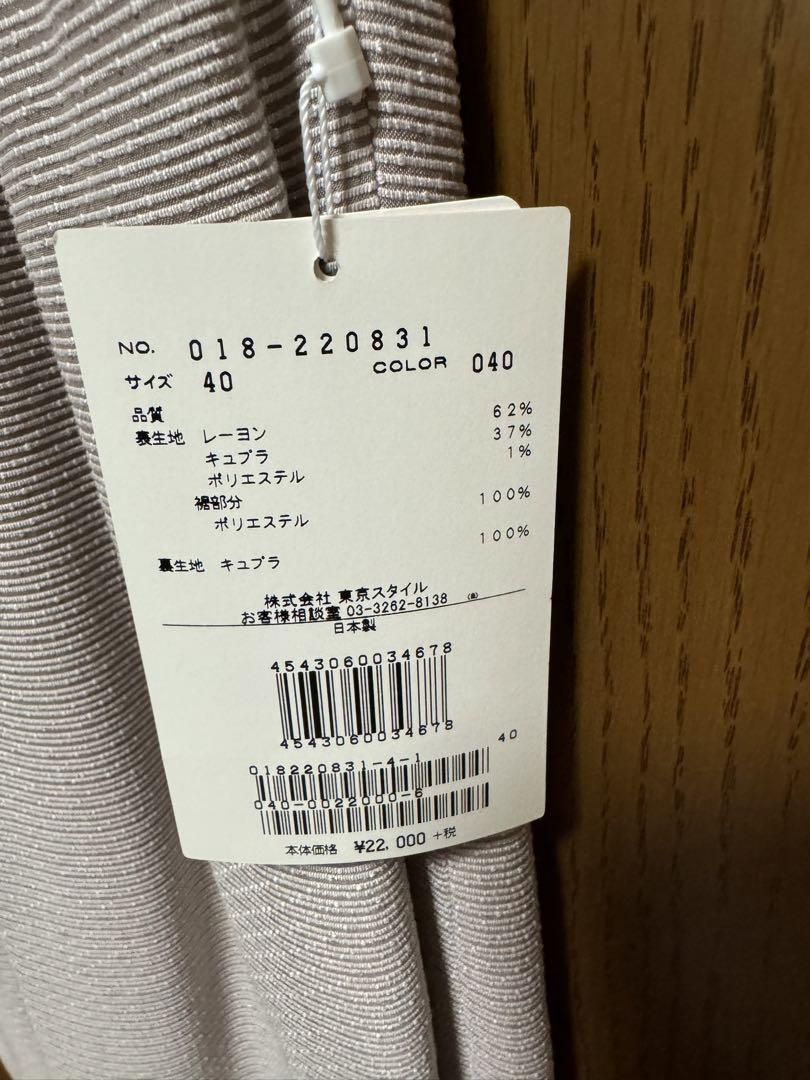 NO. 018-220831
サイズ 40 COLOR 040
品質
表生地 レーヨン 62%
キュプラ 37%
ポリエステル 1%
裾部分
ポリエステル 100%
裏生地 キュプラ 100%
株式会社 東京スタイル
お客様相談室 03-3262-8138
日本製
4543060034678
4543060034678
40
018220831-4-1
040-0022000-6
本体価格 ¥22,000 +税